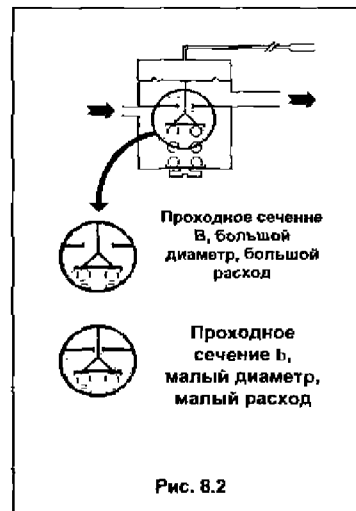 Проходное сечение
В, большой
диаметр, большой
расход
Проходное
сечение b,
малый диаметр,
малый расход
Рис. 8.2